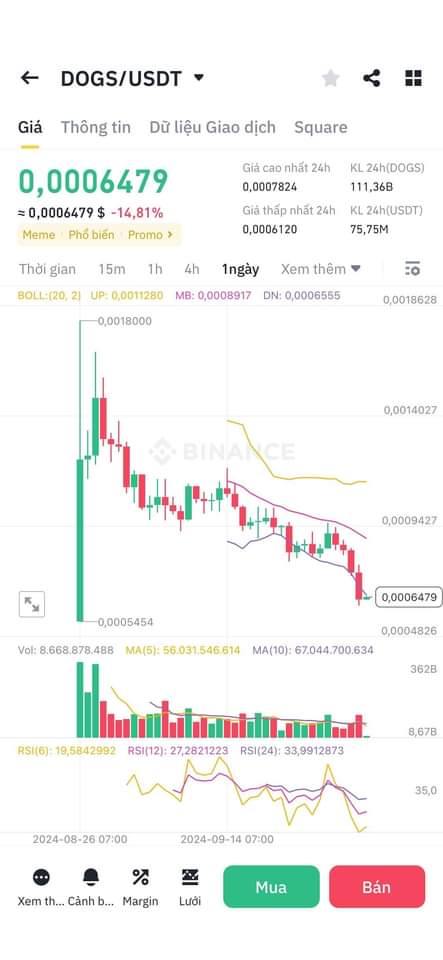 DOGS/USDT
Giá Thông tin Dữ liệu Giao dịch Square
0,0006479
≈ 0,0006479 $ -14,81%
Meme Phổ biến Promo
Giá cao nhất 24h KL 24h(DOGS)
0,0007824 111,36B
Giá thấp nhất 24h KL 24h(USDT)
0,0006120 75,75M
Thời gian 15m 1h 4h 1ngày Xem thêm
BOLL:(20, 2) UP: 0,0011280 MB: 0,0008917 DN: 0,0006555
0,0018628
0,0018000
0,0014027
BINANCE
0,0009427
0,0006479
0,0005454
0,0004826
Vol: 8.668.878.488 MA(5): 56.031.546.614 MA(10): 67.044.700.634
362B
8,67B
RSI(6): 19,5842992 RSI(12): 27,2821223 RSI(24): 33,9912873
35,0
2024-08-26 07:00 2024-09-14 07:00
Xem th... Cảnh b... Margin Lưới
Mua Bán